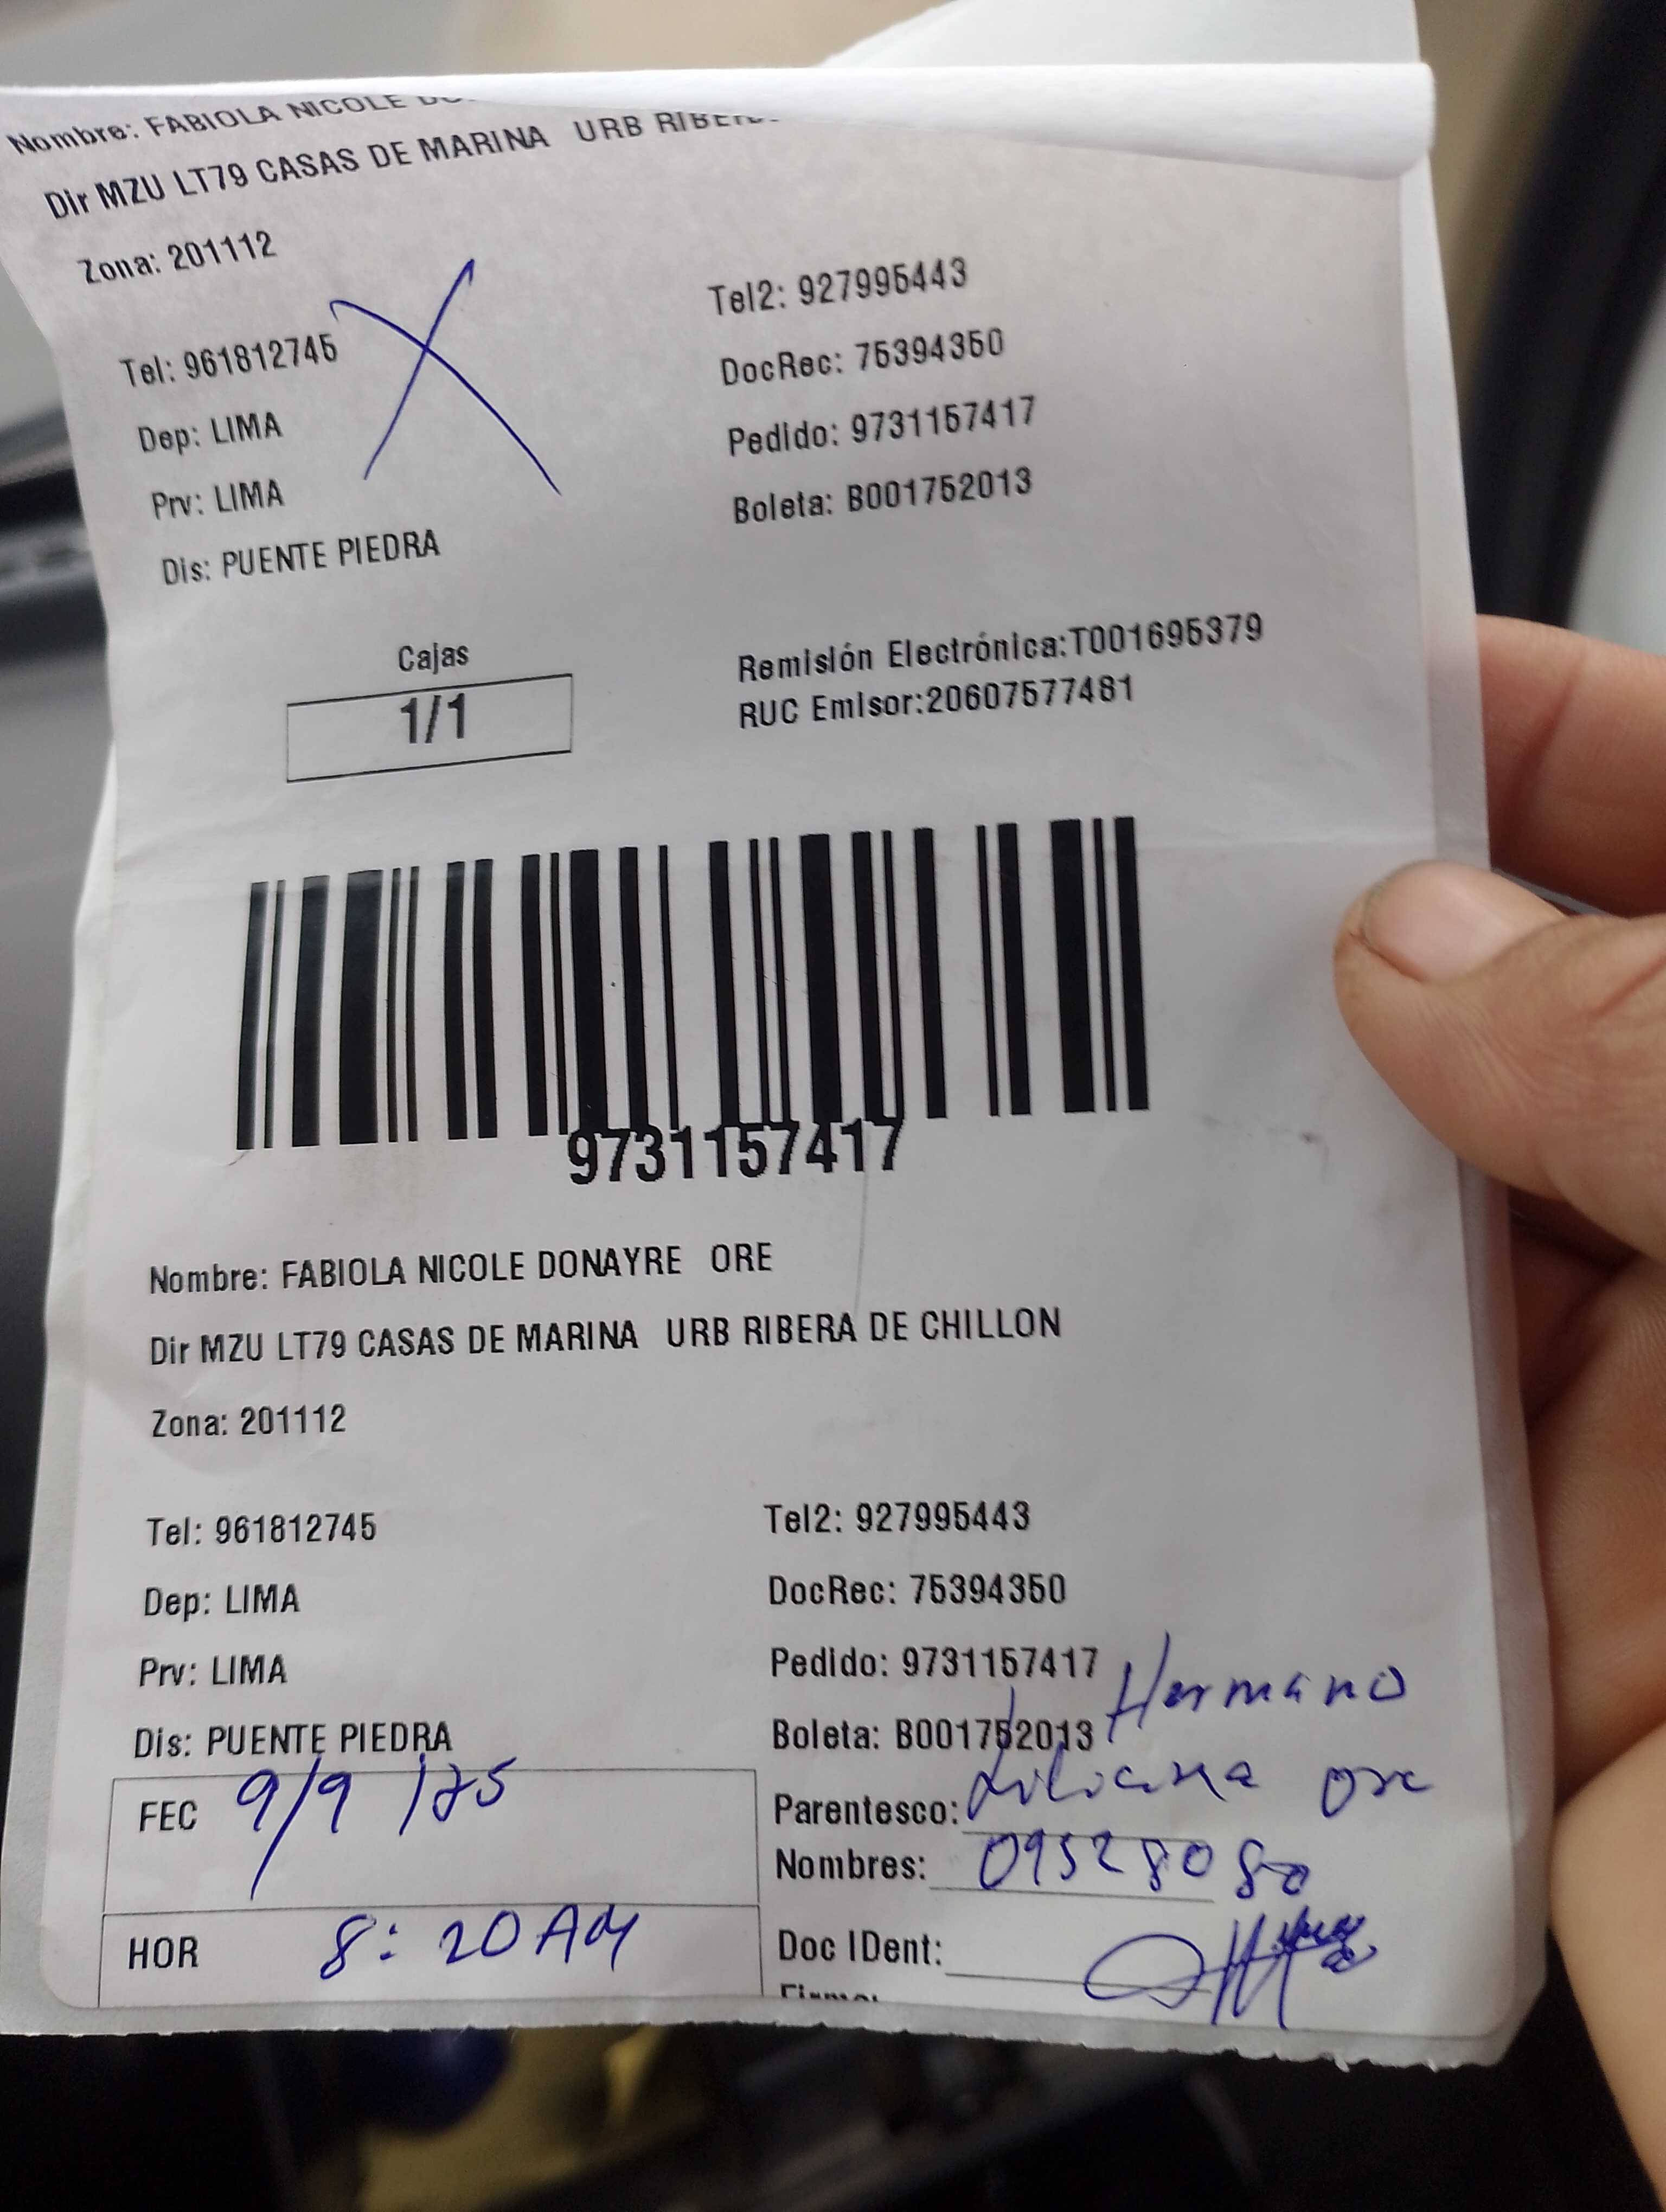 Nombre: FABIOLA NICOLE
Dir MZU LT79 CASAS DE MARINA URB
Zona: 201112
Tel: 961812745 Tel2: 927995443
DocRec: 75394350
Dep: LIMA Pedido: 9731157417
Prv: LIMA Boleta: B001752013
Dis: PUENTE PIEDRA
Cajas
1/1
Remisión Electrónica:T001695379
RUC Emisor:20607577481
9731157417
Nombre: FABIOLA NICOLE DONAYRE ORE
Dir MZU LT79 CASAS DE MARINA URB RIBERA DE CHILLON
Zona: 201112
Tel: 961812745 Tel2: 927995443
Dep: LIMA DocRec: 75394350
Prv: LIMA Pedido: 9731157417 Hermano
Dis: PUENTE PIEDRA Boleta: B001752013
FEC 9/9/25 Parentesco: Liliana Ore
Nombres: 09528080
HOR 8:20 AM Doc IDent:
Firma: